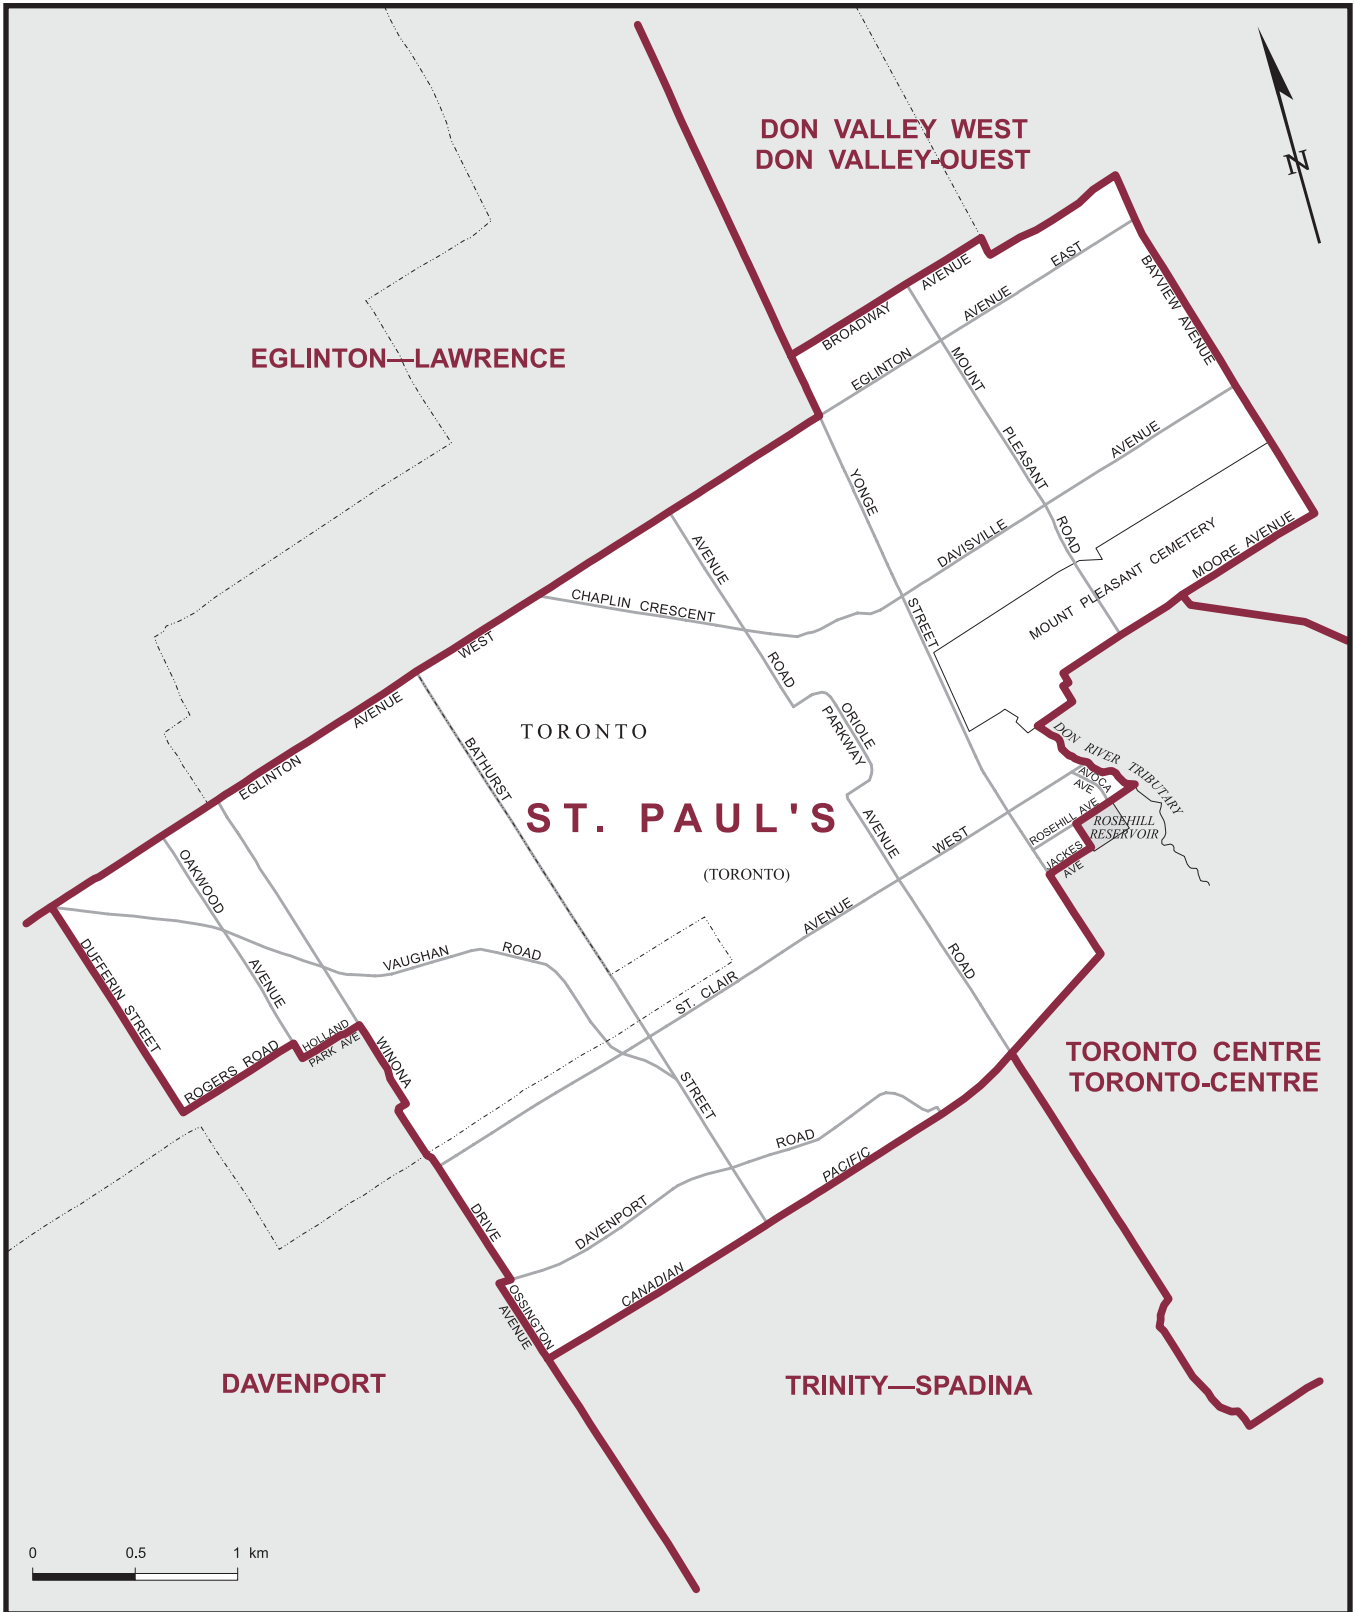 DON VALLEY WEST
DON VALLEY-OUEST
N
EGLINTON—LAWRENCE
BROADWAY AVENUE
EGLINTON AVENUE EAST
BAYVIEW AVENUE
MOUNT PLEASANT ROAD
YONGE STREET
DAVISVILLE AVENUE
MOUNT PLEASANT CEMETERY
MOORE AVENUE
AVENUE ROAD
CHAPLIN CRESCENT
ORIOLE
PARKWAY
EGLINTON AVENUE WEST
BATHURST STREET
TORONTO
ST. PAUL'S
(TORONTO)
DON RIVER TRIBUTARY
AVOCA
AVE
ROSEHILL AVE
ROSEHILL
RESERVOIR
JACKES
AVE
AVENUE ROAD
ST. CLAIR AVENUE WEST
OAKWOOD AVENUE
VAUGHAN ROAD
DUFFERIN STREET
ROGERS ROAD
HOLLAND
PARK AVE
WINONA DRIVE
TORONTO CENTRE
TORONTO-CENTRE
DAVENPORT ROAD
CANADIAN PACIFIC
OSSINGTON
AVENUE
DAVENPORT
TRINITY—SPADINA
0 0.5 1 km